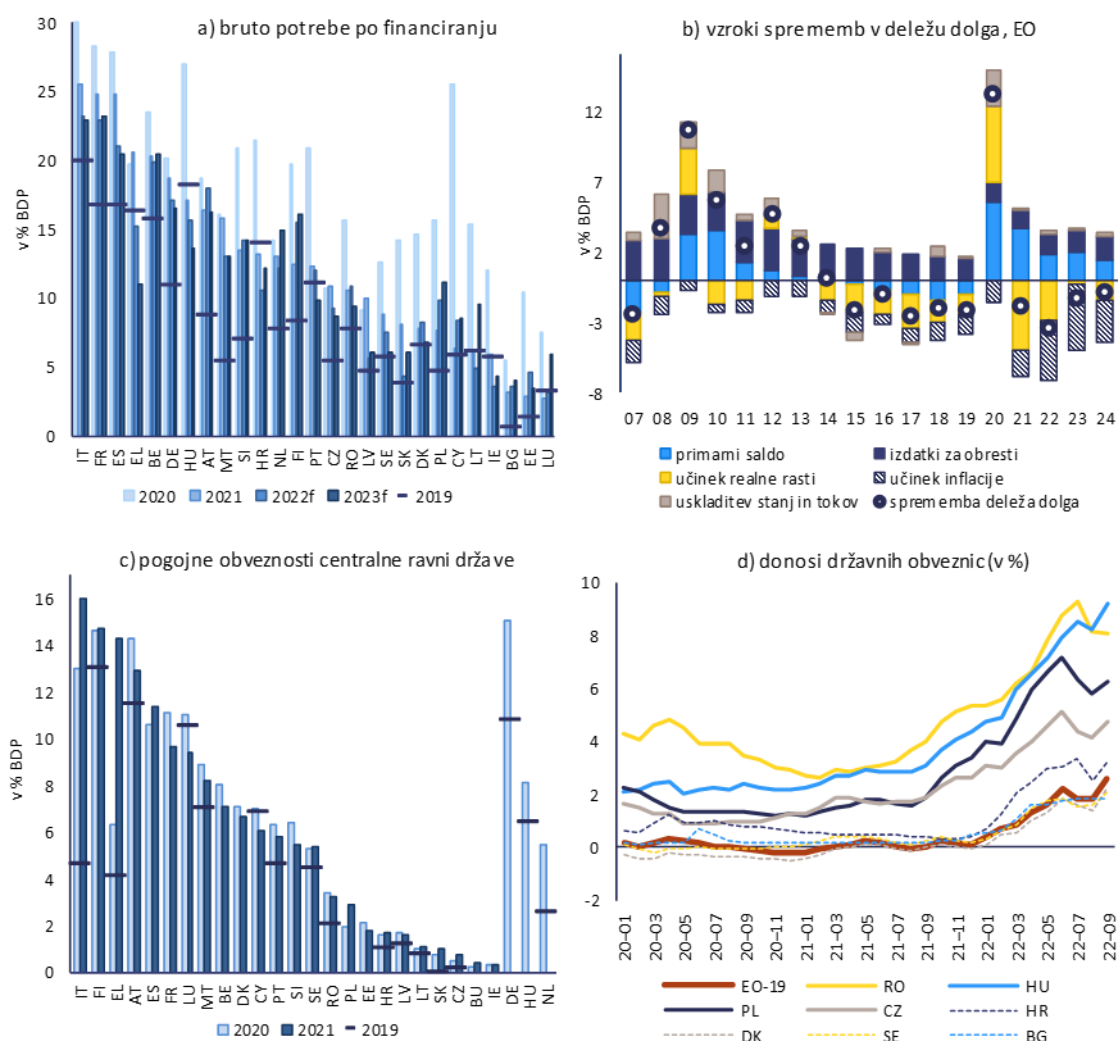 a) bruto potrebe po financiranju
v % BDP
30
25
20
15
10
5
0
IT FR ES EL BE DE HU AT MT SI HR NL FI PT CZ RO LV SE SK DK PL CY LT IE BG EE LU
2020 2021 2022f 2023f 2019
b) vzroki sprememb v deležu dolga, EO
v % BDP
12
7
2
-3
-8
07 08 09 10 11 12 13 14 15 16 17 18 19 20 21 22 23 24
primarni saldo izdatki za obresti
učinek realne rasti učinek inflacije
uskladitev stanj in tokov sprememba deleža dolga
c) pogojne obveznosti centralne ravni države
v % BDP
16
14
12
10
8
6
4
2
0
IT FI EL AT ES FR LU MT BE DK CY PT SI SE RO PL EE HR LV LT SK CZ BU IE DE HU NL
2020 2021 2019
d) donosi državnih obveznic (v %)
10
8
6
4
2
0
-2
20-01 20-03 20-05 20-07 20-09 20-11 21-01 21-03 21-05 21-07 21-09 21-11 22-01 22-03 22-05 22-07 22-09
EO-19 RO HU
PL CZ HR
DK SE BG